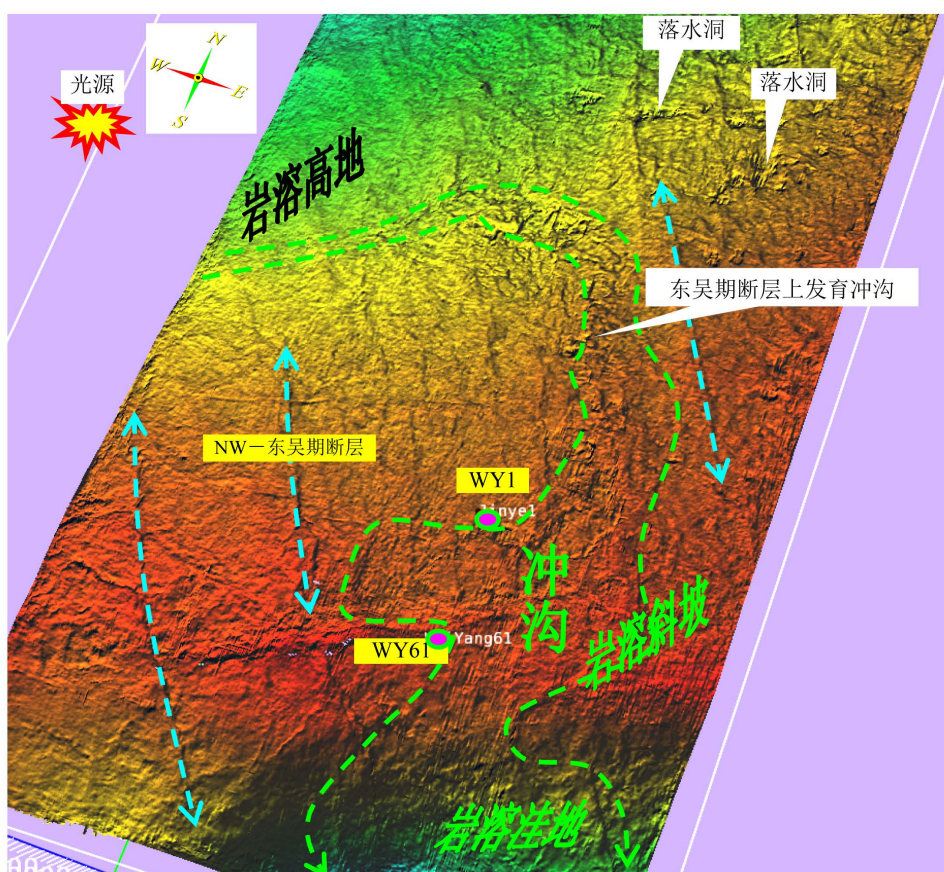 落水洞
N
W
E
S
光源
落水洞
岩溶高地
东吴期断层上发育冲沟
NW－东吴期断层
WY1
Jinye1
冲沟
WY61
Yang61
岩溶斜坡
岩溶洼地